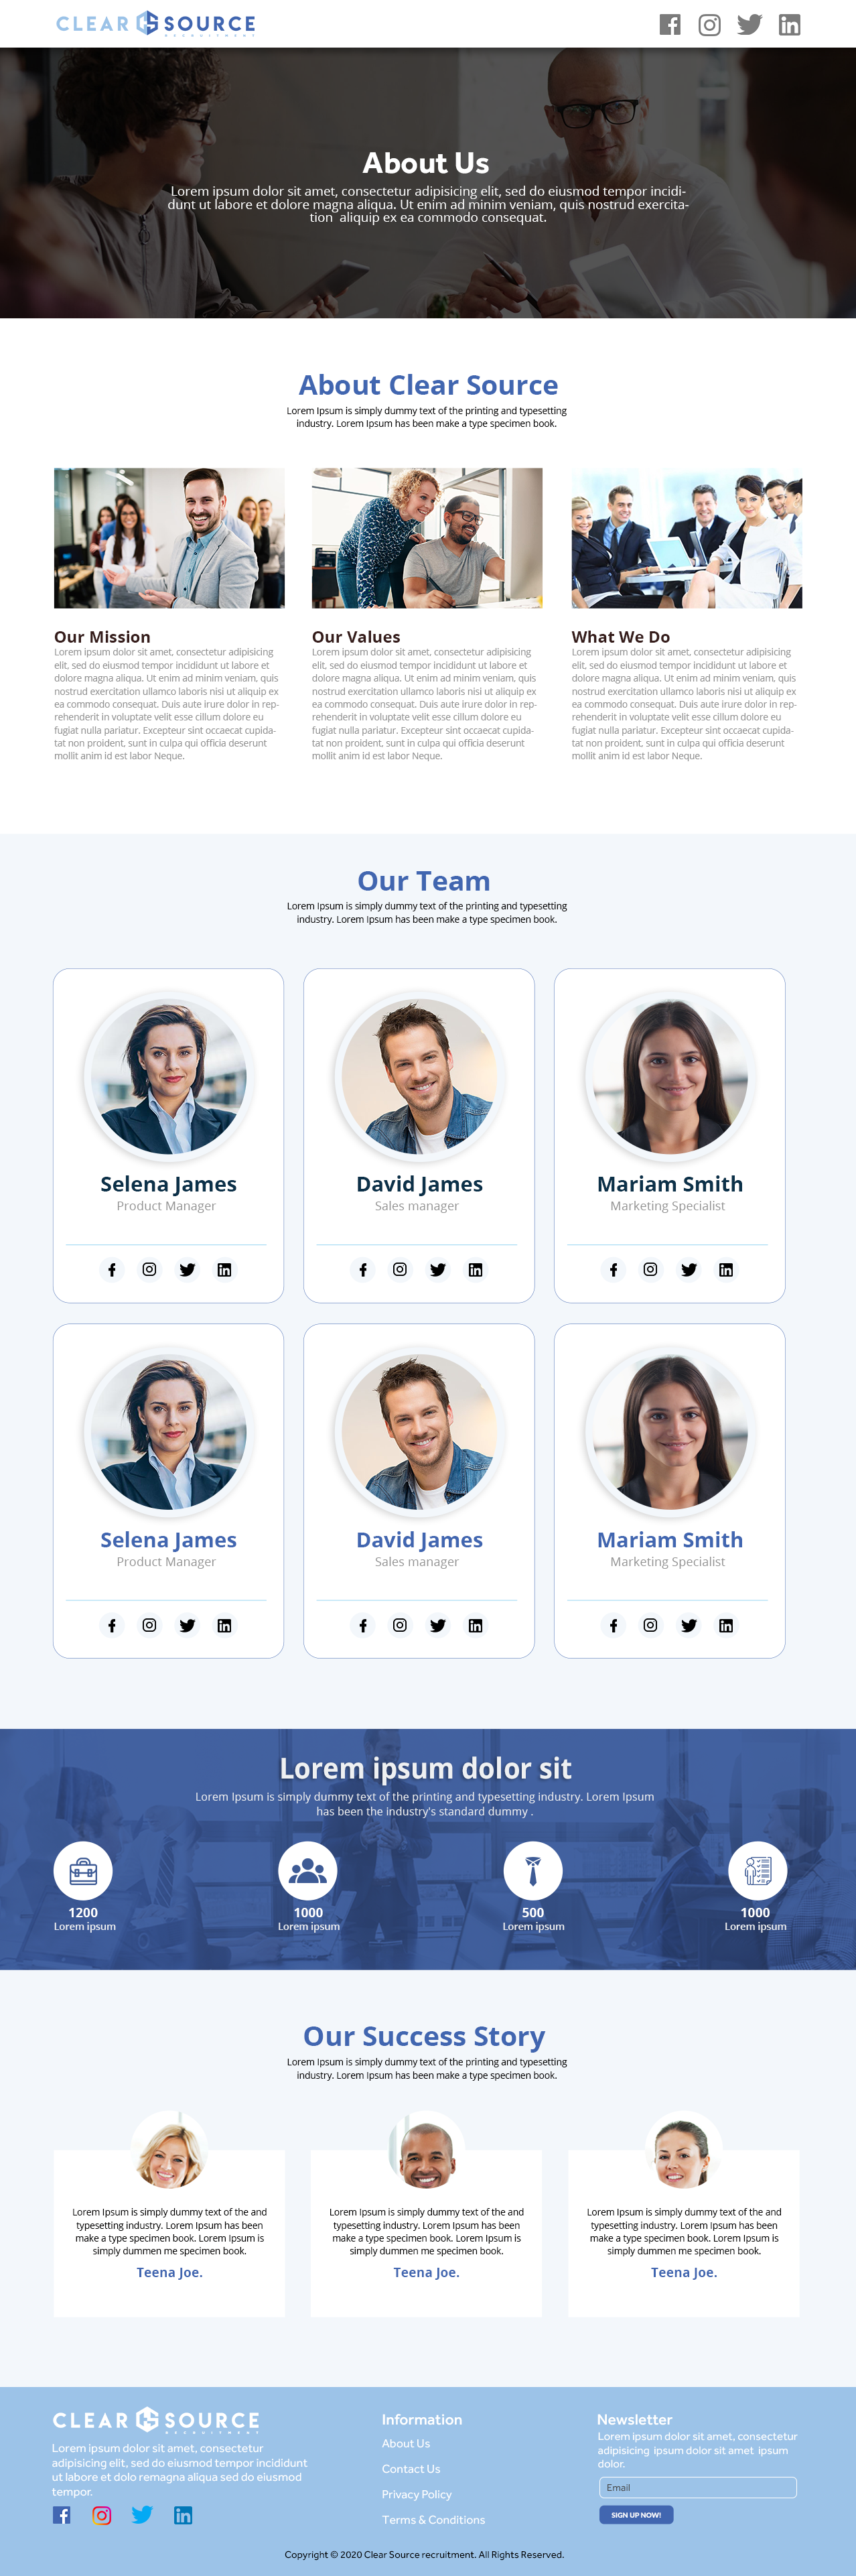 CLEAR SOURCE
RECRUITMENT
About Us
Lorem ipsum dolor sit amet, consectetur adipisicing elit, sed do eiusmod tempor incidi-
dunt ut labore et dolore magna aliqua. Ut enim ad minim veniam, quis nostrud exercita-
tion aliquip ex ea commodo consequat.
About Clear Source
Lorem Ipsum is simply dummy text of the printing and typesetting
industry. Lorem Ipsum has been make a type specimen book.
Our Mission
Lorem ipsum dolor sit amet, consectetur adipisicing
elit, sed do eiusmod tempor incididunt ut labore et
dolore magna aliqua. Ut enim ad minim veniam, quis
nostrud exercitation ullamco laboris nisi ut aliquip ex
ea commodo consequat. Duis aute irure dolor in rep-
rehenderit in voluptate velit esse cillum dolore eu
fugiat nulla pariatur. Excepteur sint occaecat cupida-
tat non proident, sunt in culpa qui officia deserunt
mollit anim id est labor Neque.
Our Values
Lorem ipsum dolor sit amet, consectetur adipisicing
elit, sed do eiusmod tempor incididunt ut labore et
dolore magna aliqua. Ut enim ad minim veniam, quis
nostrud exercitation ullamco laboris nisi ut aliquip ex
ea commodo consequat. Duis aute irure dolor in rep-
rehenderit in voluptate velit esse cillum dolore eu
fugiat nulla pariatur. Excepteur sint occaecat cupida-
tat non proident, sunt in culpa qui officia deserunt
mollit anim id est labor Neque.
What We Do
Lorem ipsum dolor sit amet, consectetur adipisicing
elit, sed do eiusmod tempor incididunt ut labore et
dolore magna aliqua. Ut enim ad minim veniam, quis
nostrud exercitation ullamco laboris nisi ut aliquip ex
ea commodo consequat. Duis aute irure dolor in rep-
rehenderit in voluptate velit esse cillum dolore eu
fugiat nulla pariatur. Excepteur sint occaecat cupida-
tat non proident, sunt in culpa qui officia deserunt
mollit anim id est labor Neque.
Our Team
Lorem Ipsum is simply dummy text of the printing and typesetting
industry. Lorem Ipsum has been make a type specimen book.
Selena James
Product Manager
David James
Sales manager
Mariam Smith
Marketing Specialist
Selena James
Product Manager
David James
Sales manager
Mariam Smith
Marketing Specialist
Lorem ipsum dolor sit
Lorem Ipsum is simply dummy text of the printing and typesetting industry. Lorem Ipsum
has been the industry's standard dummy .
1200
Lorem ipsum
1000
Lorem ipsum
500
Lorem ipsum
1000
Lorem ipsum
Our Success Story
Lorem Ipsum is simply dummy text of the printing and typesetting
industry. Lorem Ipsum has been make a type specimen book.
Lorem Ipsum is simply dummy text of the and
typesetting industry. Lorem Ipsum has been
make a type specimen book. Lorem Ipsum is
simply dummen me specimen book.
Teena Joe.
Lorem Ipsum is simply dummy text of the and
typesetting industry. Lorem Ipsum has been
make a type specimen book. Lorem Ipsum is
simply dummen me specimen book.
Teena Joe.
Lorem Ipsum is simply dummy text of the and
typesetting industry. Lorem Ipsum has been
make a type specimen book. Lorem Ipsum is
simply dummen me specimen book.
Teena Joe.
CLEAR SOURCE
RECRUITMENT
Lorem ipsum dolor sit amet, consectetur
adipisicing elit, sed do eiusmod tempor incididunt
ut labore et dolo remagna aliqua sed do eiusmod
tempor.
Information
About Us
Contact Us
Privacy Policy
Terms & Conditions
Newsletter
Lorem ipsum dolor sit amet, consectetur
adipisicing ipsum dolor sit amet ipsum
dolor.
Email
SIGN UP NOW!
Copyright © 2020 Clear Source recruitment. All Rights Reserved.